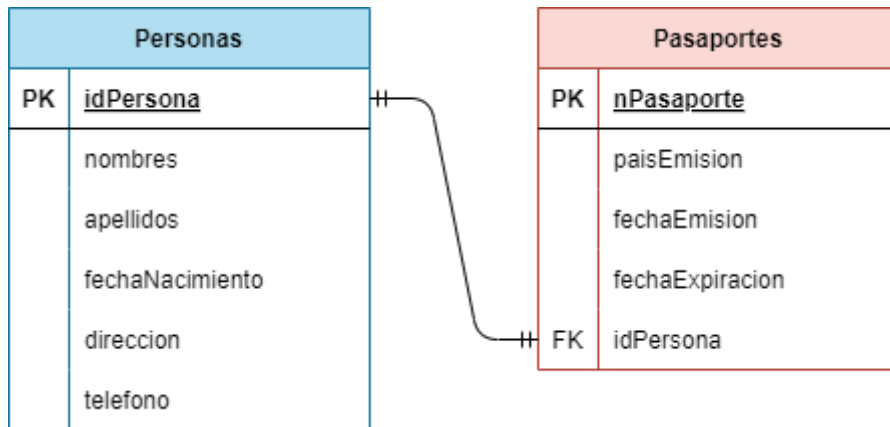 Personas
PK idPersona
nombres
apellidos
fechaNacimiento
direccion
telefono
Pasaportes
PK nPasaporte
paisEmision
fechaEmision
fechaExpiracion
FK idPersona